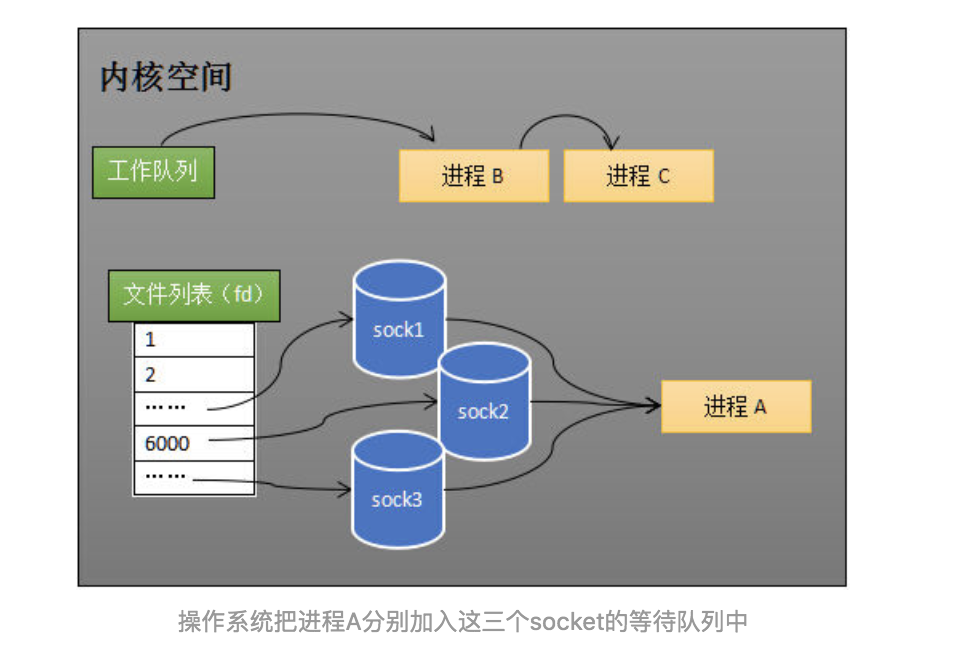 内核空间
工作队列
进程 B
进程 C
文件列表（fd）
1
2
……
6000
……
sock1
sock2
sock3
进程 A
操作系统把进程A分别加入这三个socket的等待队列中